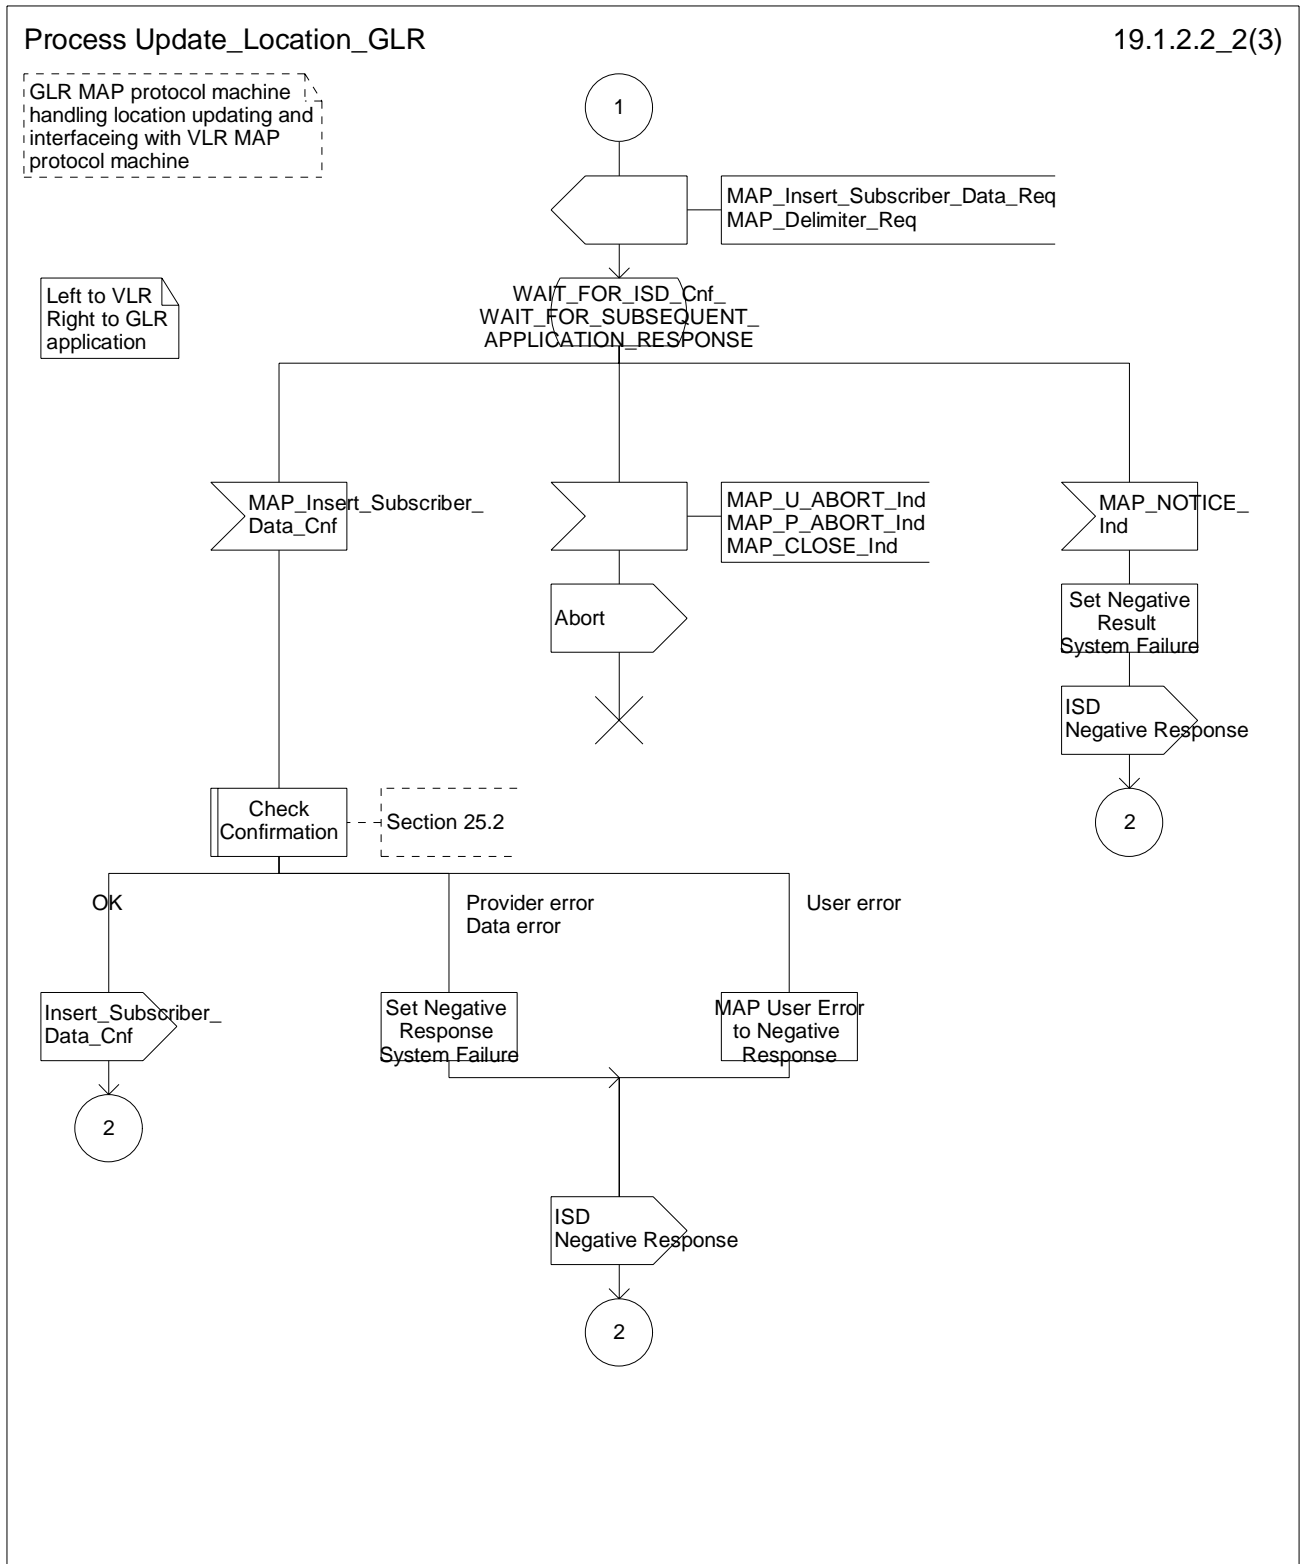 Process Update_Location_GLR
19.1.2.2_2(3)
GLR MAP protocol machine
handling location updating and
interfaceing with VLR MAP
protocol machine
1
MAP_Insert_Subscriber_Data_Req
MAP_Delimiter_Req
Left to VLR
Right to GLR
application
WAIT_FOR_ISD_Cnf_
WAIT_FOR_SUBSEQUENT_
APPLICATION_RESPONSE
MAP_Insert_Subscriber_
Data_Cnf
MAP_U_ABORT_Ind
MAP_P_ABORT_Ind
MAP_CLOSE_Ind
MAP_NOTICE_
Ind
Abort
Set Negative
Result
System Failure
ISD
Negative Response
2
Check
Confirmation
Section 25.2
OK
Provider error
Data error
User error
Insert_Subscriber_
Data_Cnf
Set Negative
Response
System Failure
MAP User Error
to Negative
Response
2
ISD
Negative Response
2